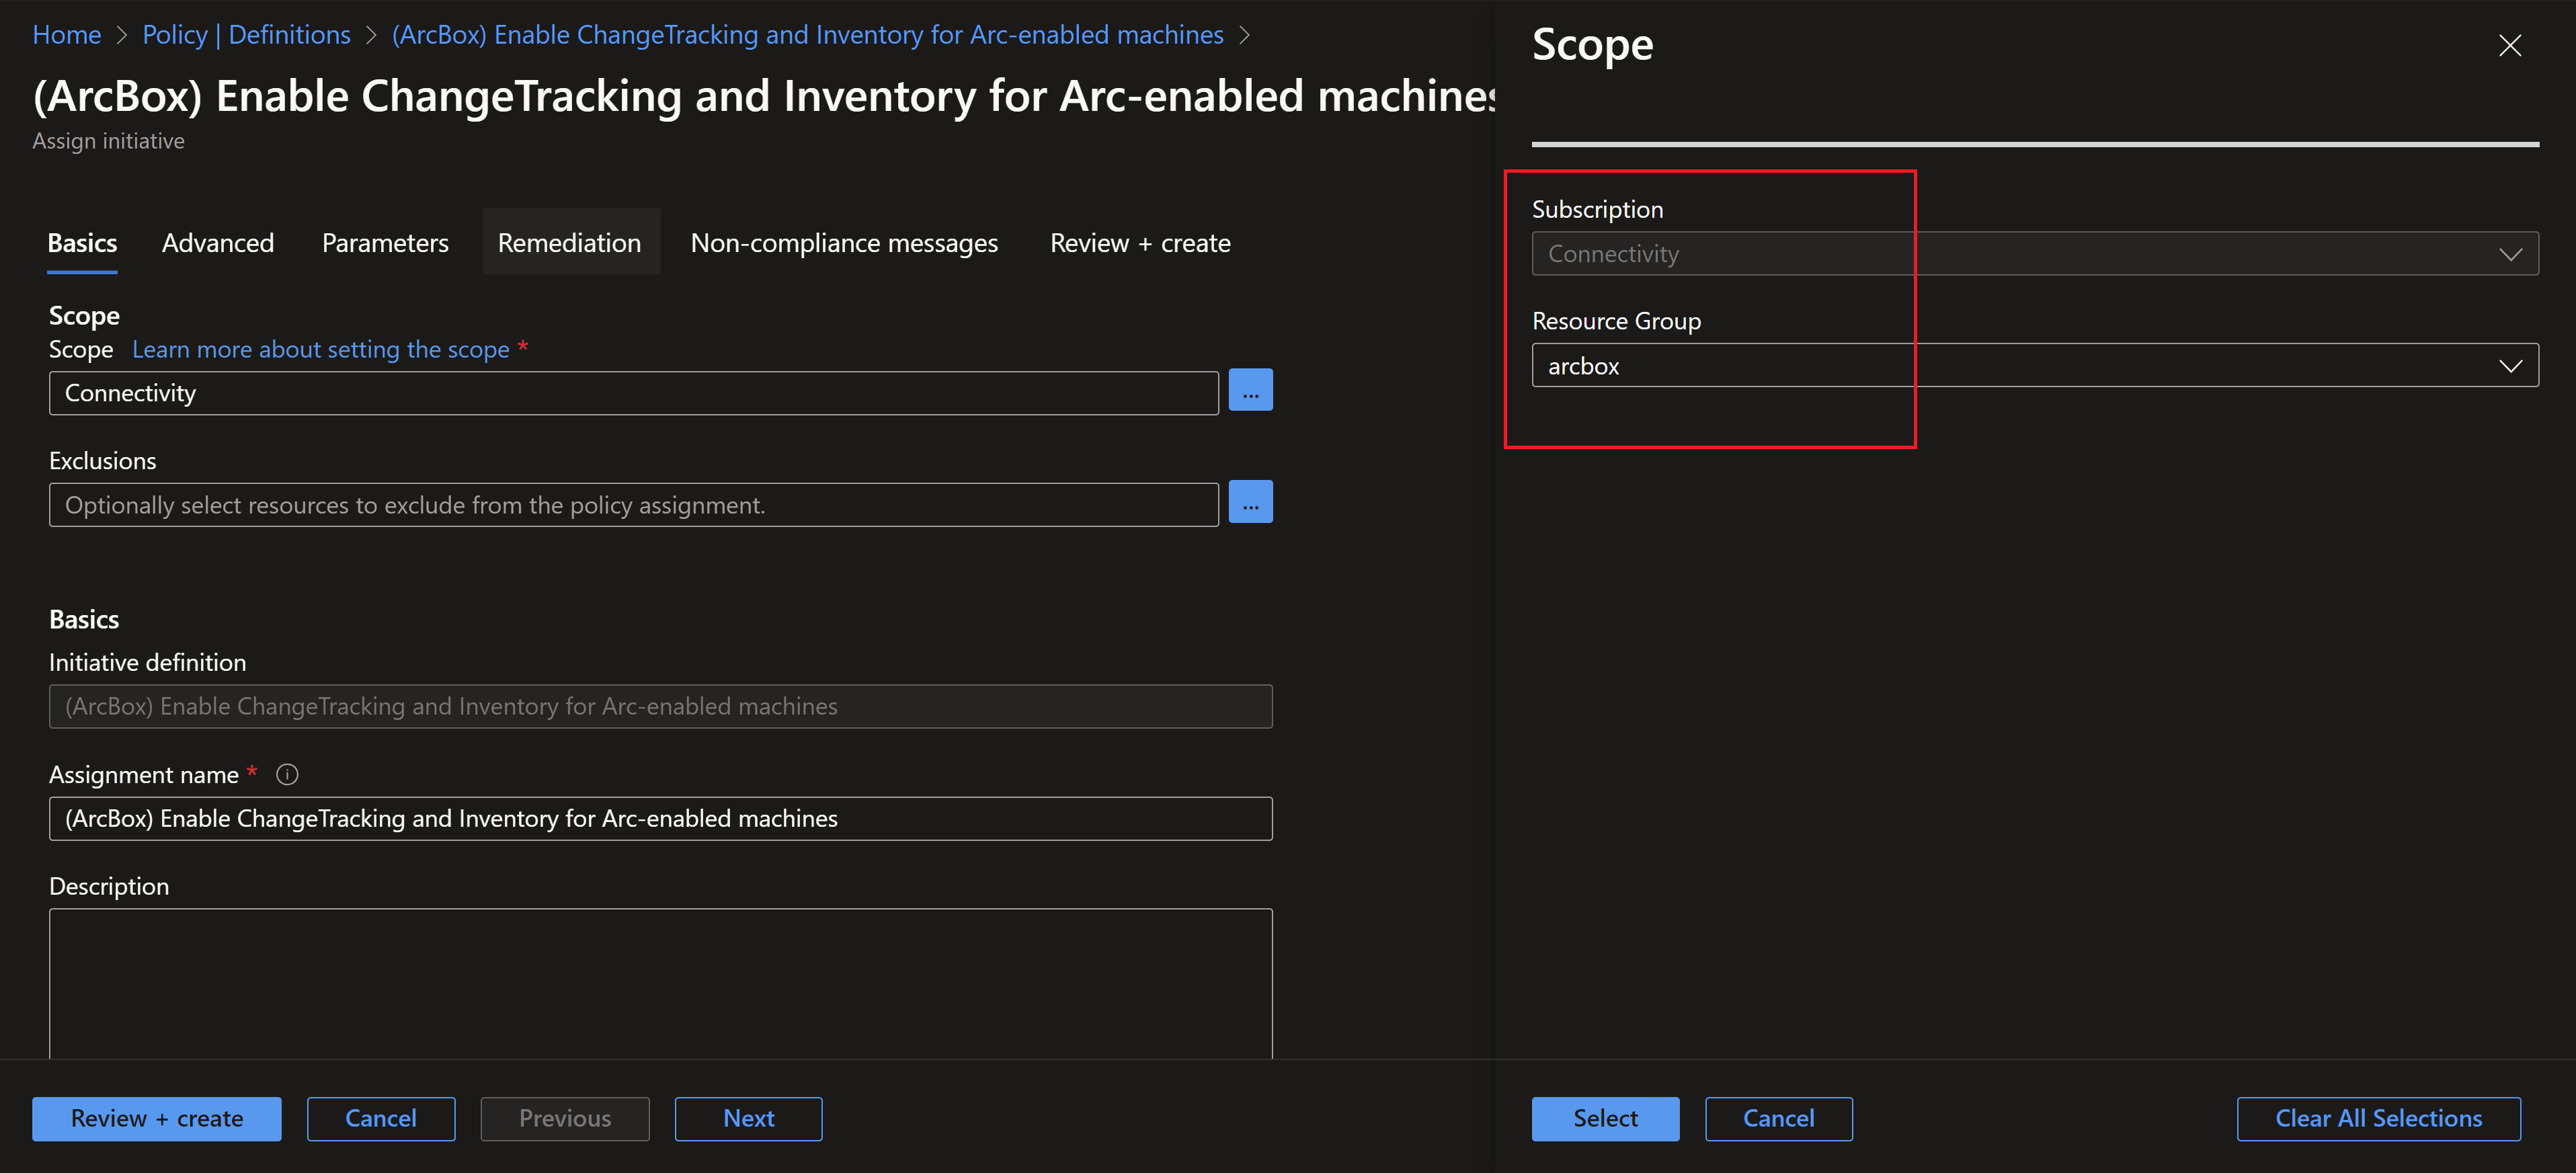 Home > Policy | Definitions > (ArcBox) Enable ChangeTracking and Inventory for Arc-enabled machines >
(ArcBox) Enable ChangeTracking and Inventory for Arc-enabled machines
Assign initiative
Basics Advanced Parameters Remediation Non-compliance messages Review + create
Scope
Scope Learn more about setting the scope *
Connectivity
...
Exclusions
Optionally select resources to exclude from the policy assignment.
...
Basics
Initiative definition
(ArcBox) Enable ChangeTracking and Inventory for Arc-enabled machines
Assignment name *
(ArcBox) Enable ChangeTracking and Inventory for Arc-enabled machines
Description
Review + create Cancel Previous Next
Scope
Subscription
Connectivity
Resource Group
arcbox
Select Cancel Clear All Selections